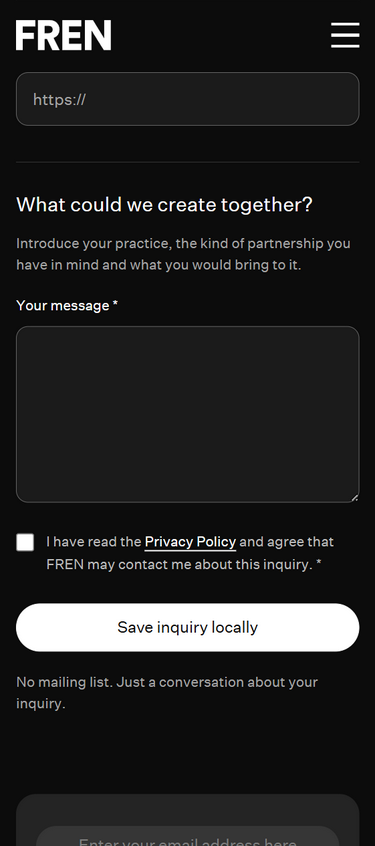 FREN
https://
What could we create together?
Introduce your practice, the kind of partnership you
have in mind and what you would bring to it.
Your message *
I have read the Privacy Policy and agree that
FREN may contact me about this inquiry. *
Save inquiry locally
No mailing list. Just a conversation about your
inquiry.
Enter your email address here